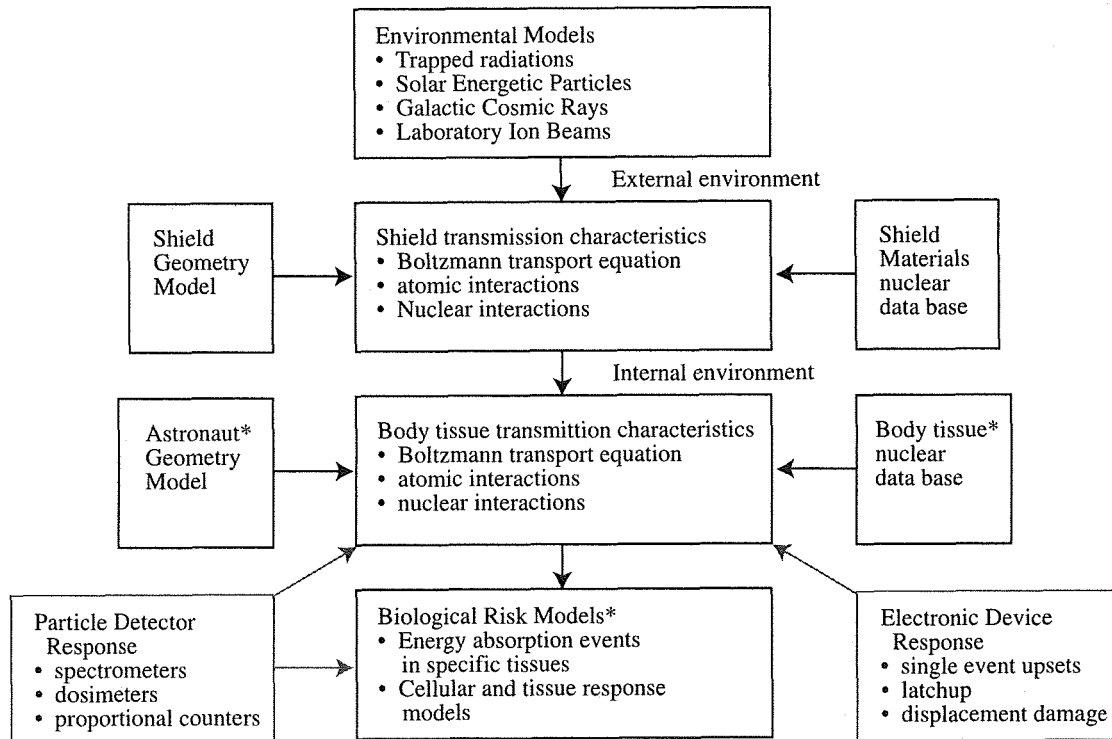 Environmental Models
• Trapped radiations
• Solar Energetic Particles
• Galactic Cosmic Rays
• Laboratory Ion Beams
External environment
Shield
Geometry
Model
Shield transmission characteristics
• Boltzmann transport equation
• atomic interactions
• Nuclear interactions
Shield
Materials
nuclear
data base
Internal environment
Astronaut*
Geometry
Model
Body tissue transmittion characteristics
• Boltzmann transport equation
• atomic interactions
• nuclear interactions
Body tissue*
nuclear
data base
Particle Detector
Response
• spectrometers
• dosimeters
• proportional counters
Biological Risk Models*
• Energy absorption events
in specific tissues
• Cellular and tissue response
models
Electronic Device
Response
• single event upsets
• latchup
• displacement damage